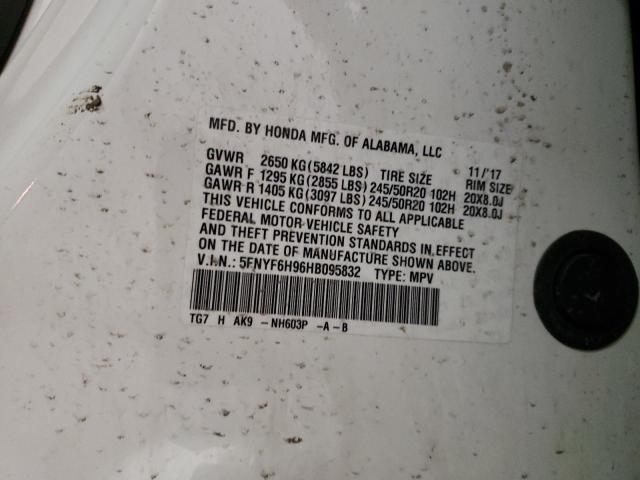 MFD. BY HONDA MFG. OF ALABAMA, LLC 11/'17
GVWR 2650 KG (5842 LBS) TIRE SIZE RIM SIZE
GAWR F 1295 KG (2855 LBS) 245/50R20 102H 20X8.0J
GAWR R 1405 KG (3097 LBS) 245/50R20 102H 20X8.0J
THIS VEHICLE CONFORMS TO ALL APPLICABLE
FEDERAL MOTOR VEHICLE SAFETY
AND THEFT PREVENTION STANDARDS IN EFFECT
ON THE DATE OF MANUFACTURE SHOWN ABOVE.
V.I.N.: 5FNYF6H96HB095832 TYPE: MPV
TG7 H AK9 -NH603P -A-B